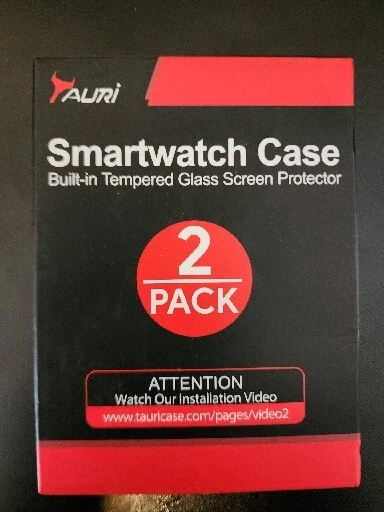 TAURI
Smartwatch Case
Built-in Tempered Glass Screen Protector
2
PACK
ATTENTION
Watch Our Installation Video
www.tauricase.com/pages/video2